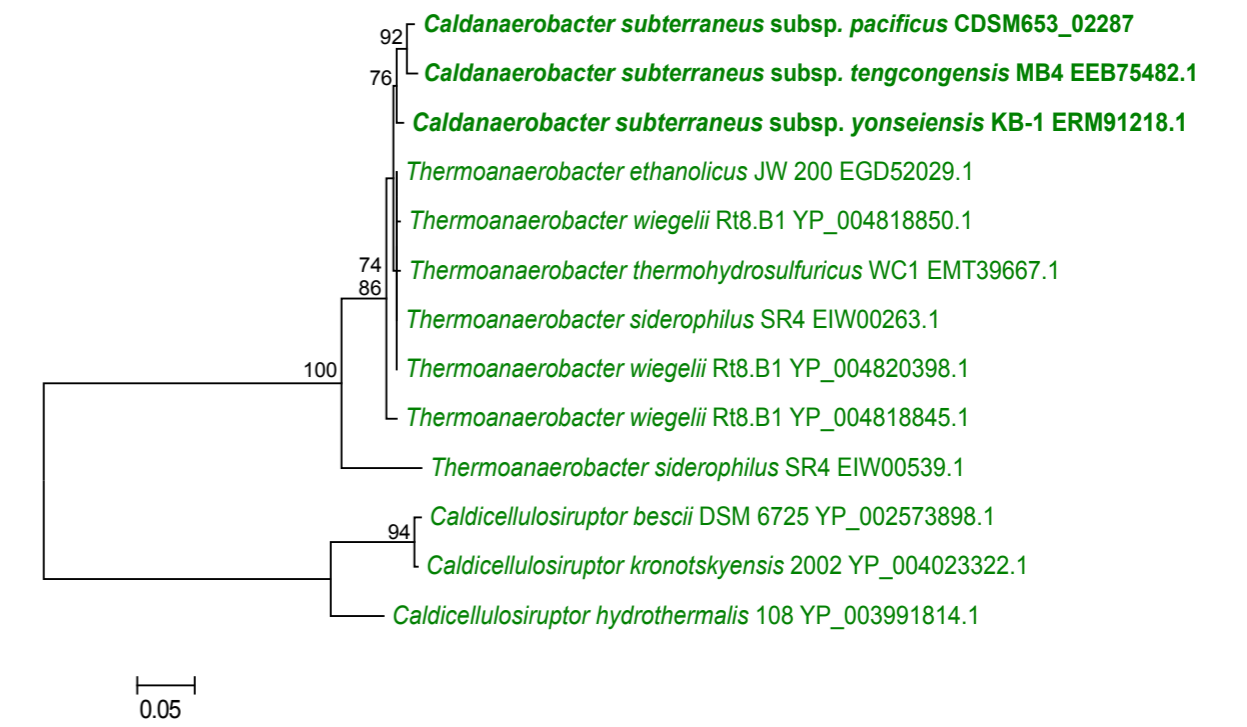 92
Caldanaerobacter subterraneus subsp. pacificus CDSM653_02287
76
Caldanaerobacter subterraneus subsp. tengcongensis MB4 EEB75482.1
Caldanaerobacter subterraneus subsp. yonseiensis KB-1 ERM91218.1
Thermoanaerobacter ethanolicus JW 200 EGD52029.1
Thermoanaerobacter wiegelii Rt8.B1 YP_004818850.1
74
Thermoanaerobacter thermohydrosulfuricus WC1 EMT39667.1
86
Thermoanaerobacter siderophilus SR4 EIW00263.1
100
Thermoanaerobacter wiegelii Rt8.B1 YP_004820398.1
Thermoanaerobacter wiegelii Rt8.B1 YP_004818845.1
Thermoanaerobacter siderophilus SR4 EIW00539.1
Caldicellulosiruptor bescii DSM 6725 YP_002573898.1
94
Caldicellulosiruptor kronotskyensis 2002 YP_004023322.1
Caldicellulosiruptor hydrothermalis 108 YP_003991814.1
0.05